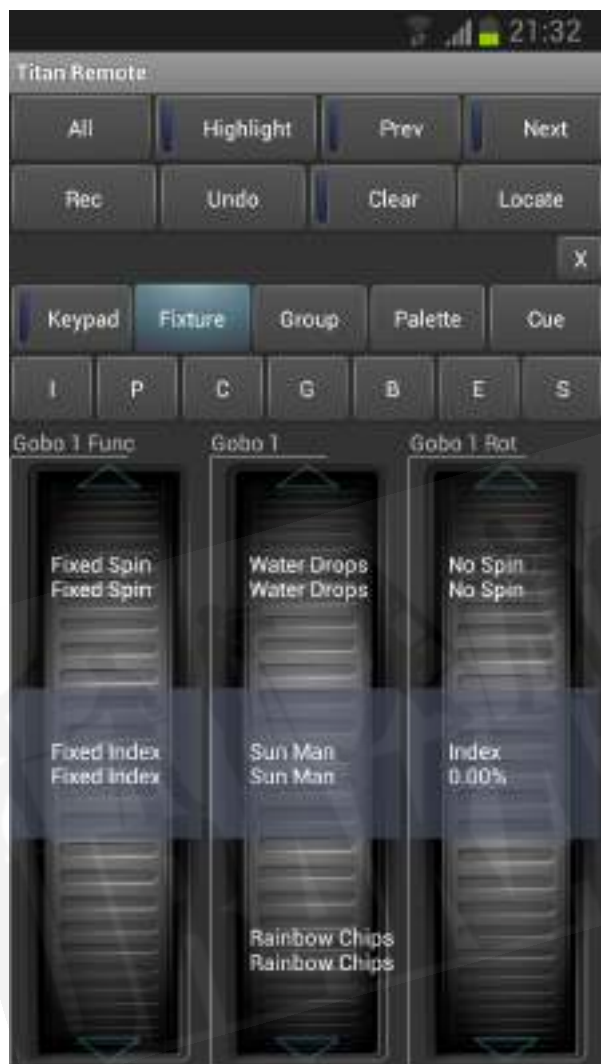 21:32
Titan Remote
All Highlight Prev Next
Rec Undo Clear Locate
X
Keypad Fixture Group Palette Cue
I P C G B E S
Gobo 1 Func Gobo 1 Gobo 1 Rot
Fixed Spin Water Drops No Spin
Fixed Spin Water Drops No Spin
Fixed Index Sun Man Index
Fixed Index Sun Man 0.00%
Rainbow Chips
Rainbow Chips